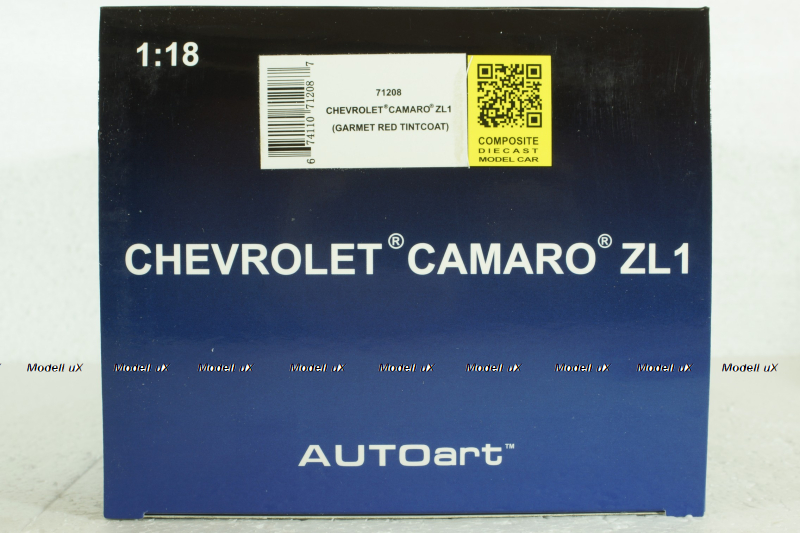 1:18
6 74110 71208 7
71208
CHEVROLET®CAMARO®ZL1
(GARMET RED TINTCOAT)
COMPOSITE
DIECAST
MODEL CAR
CHEVROLET® CAMARO® ZL1
Modell uX Modell uX Modell uX Modell uX Modell uX Modell uX Modell uX Modell uX Modell uX
AUTOart™